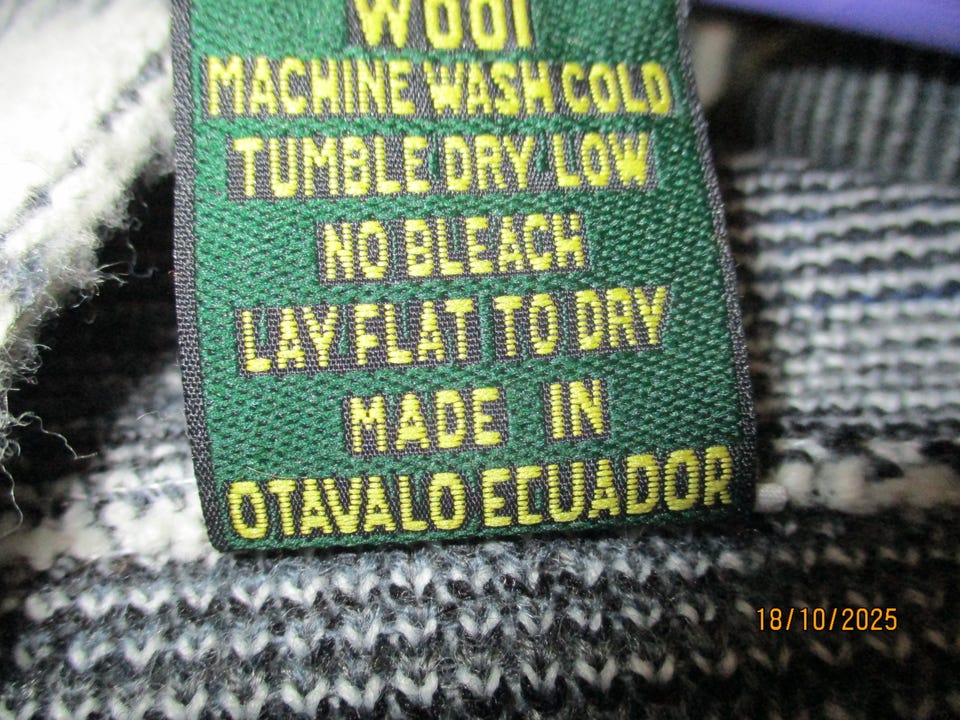 Wool
MACHINE WASH COLD
TUMBLE DRY LOW
NO BLEACH
LAY FLAT TO DRY
MADE IN
OTAVALO ECUADOR
18/10/2025